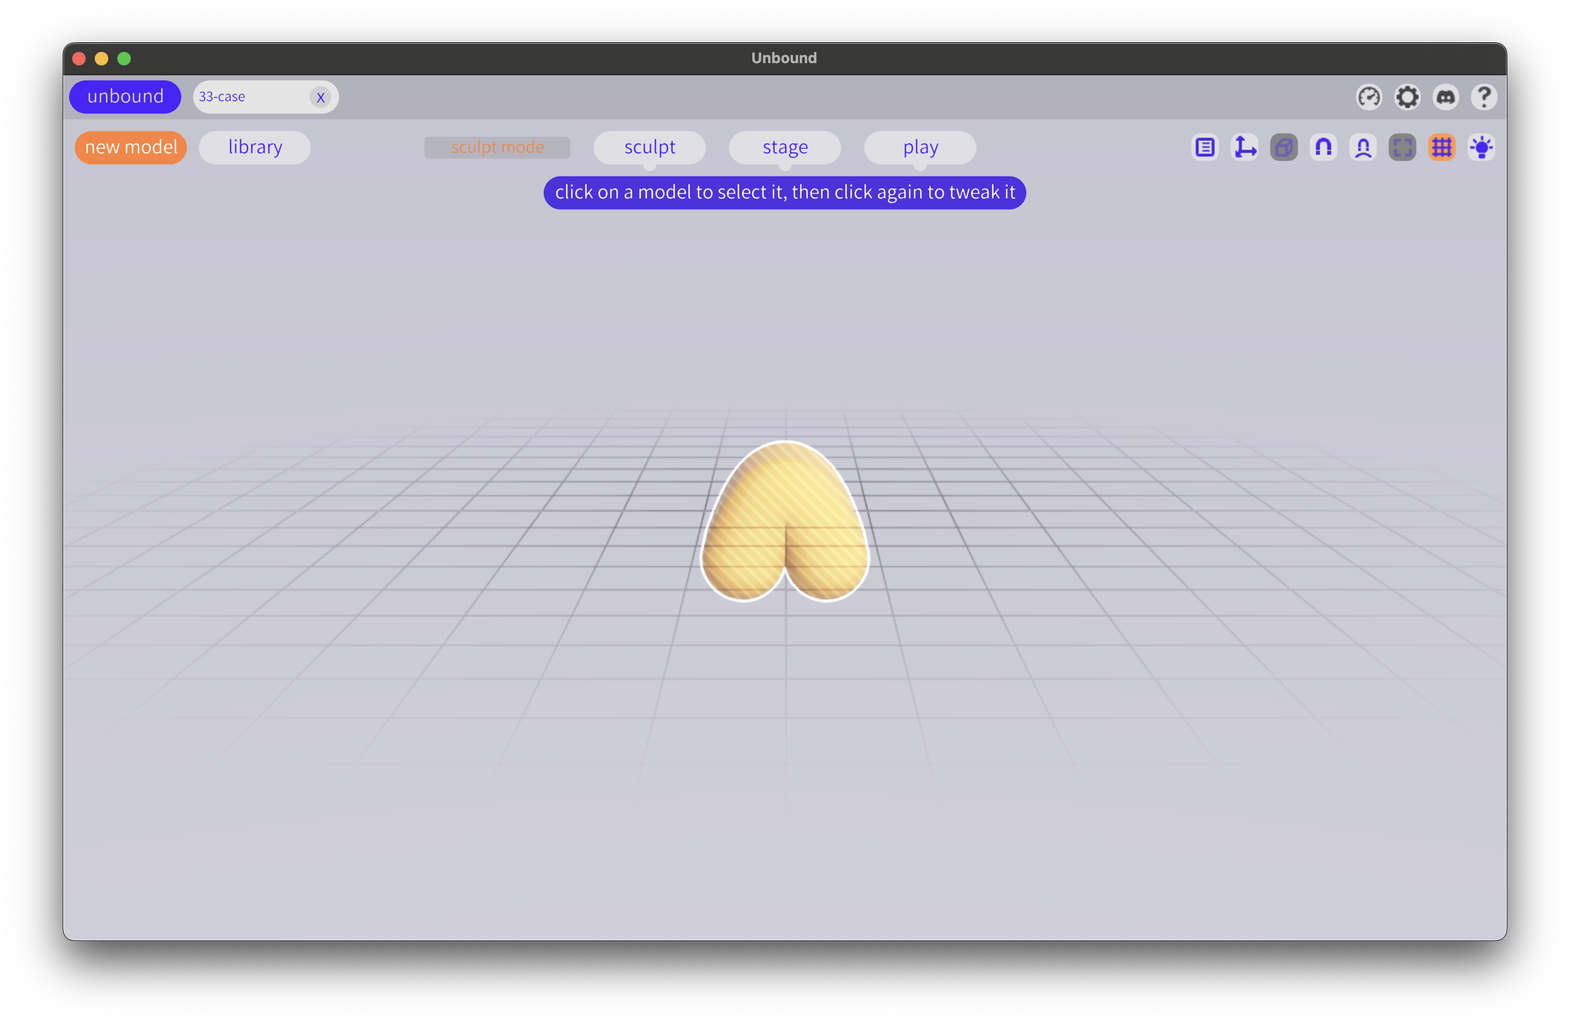 Unbound
unbound
33-case
X
?
new model
library
sculpt mode
sculpt
stage
play
click on a model to select it, then click again to tweak it